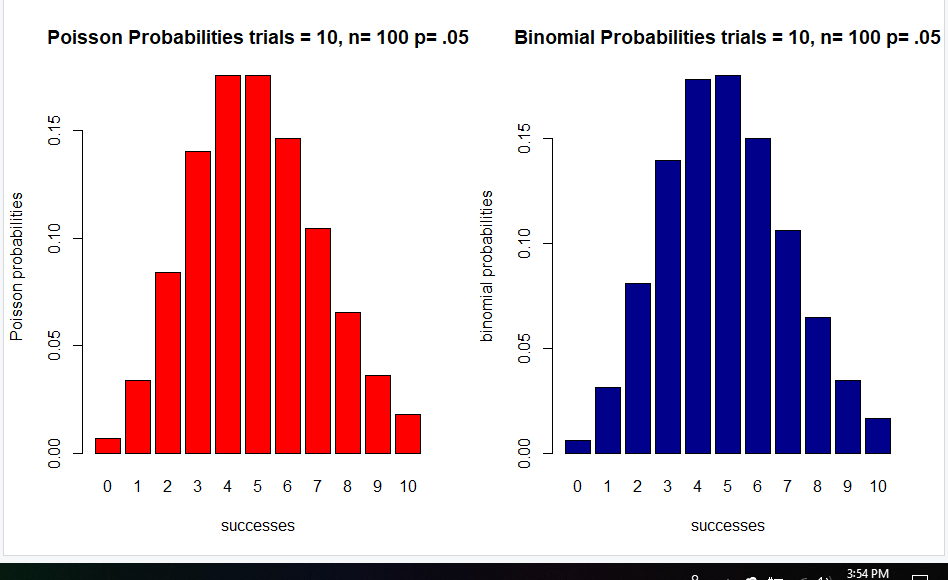 Poisson Probabilities trials = 10, n= 100 p= .05
Poisson probabilities
0.15
0.10
0.05
0.00
0 1 2 3 4 5 6 7 8 9 10
successes
Binomial Probabilities trials = 10, n= 100 p= .05
binomial probabilities
0.15
0.10
0.05
0.00
0 1 2 3 4 5 6 7 8 9 10
successes
3:54 PM